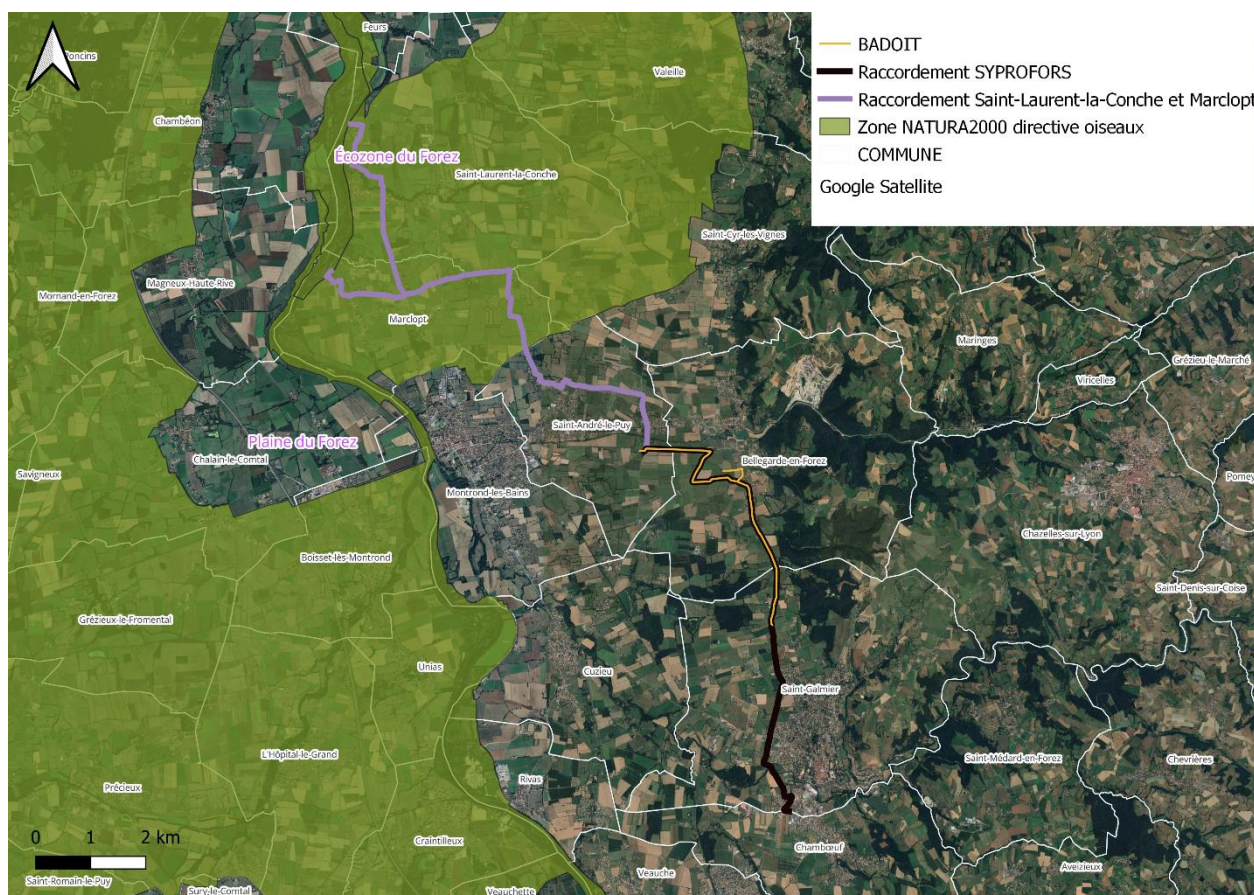 BADOIT
Raccordement SYPROFORS
Raccordement Saint-Laurent-la-Conche et Marclopt
Zone NATURA2000 directive oiseaux
COMMUNE
Google Satellite
Feurs
oncins
Valeille
Chambéon
Écozone du Forez
Saint-Laurent-la-Conche
Saint-Cyr-les-Vignes
Magneux-Haute-Rive
Mornand-en-Forez
Marclopt
Maringes
Grézieu-le-Marché
Viricelles
Saint-André-le-Puy
Plaine du Forez
Chalain-le-Comtal
Bellegarde-en-Forez
Savigneux
Pomey
Montrond-les-Bains
Chazelles-sur-Lyon
Boisset-lès-Montrond
Saint-Denis-sur-Coise
Grézieux-le-Fromental
Unias
Cuzieu
Saint-Galmier
L'Hôpital-le-Grand
Saint-Médard-en-Forez
Chevrières
Rivas
Précieux
0 1 2 km
Craintilleux
Chambœuf
Aveizieux
Veauche
Saint-Romain-le-Puy
Sury-le-Comtal
Veauchette